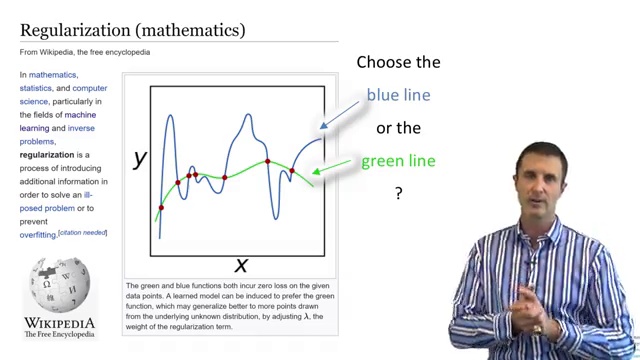 Regularization (mathematics)
From Wikipedia, the free encyclopedia
In mathematics,
statistics, and computer
science, particularly in
the fields of machine
learning and inverse
problems,
regularization is a
process of introducing
additional information in
order to solve an ill-
posed problem or to
prevent
overfitting.[citation needed]
WIKIPEDIA
The Free Encyclopedia
y
x
The green and blue functions both incur zero loss on the given
data points. A learned model can be induced to prefer the green
function, which may generalize better to more points drawn
from the underlying unknown distribution, by adjusting λ, the
weight of the regularization term.
Choose the
blue line
or the
green line
?